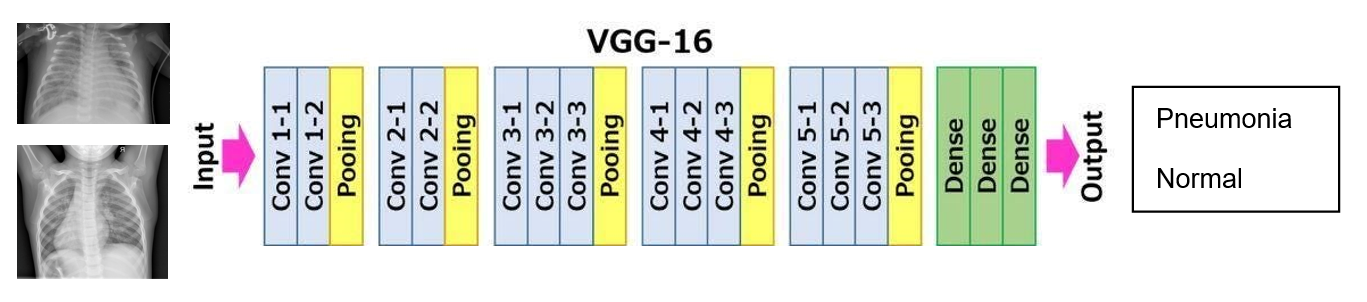 VGG-16
Input
Conv 1-1
Conv 1-2
Pooing
Conv 2-1
Conv 2-2
Pooing
Conv 3-1
Conv 3-2
Conv 3-3
Pooing
Conv 4-1
Conv 4-2
Conv 4-3
Pooing
Conv 5-1
Conv 5-2
Conv 5-3
Pooing
Dense
Dense
Dense
Output
Pneumonia
Normal